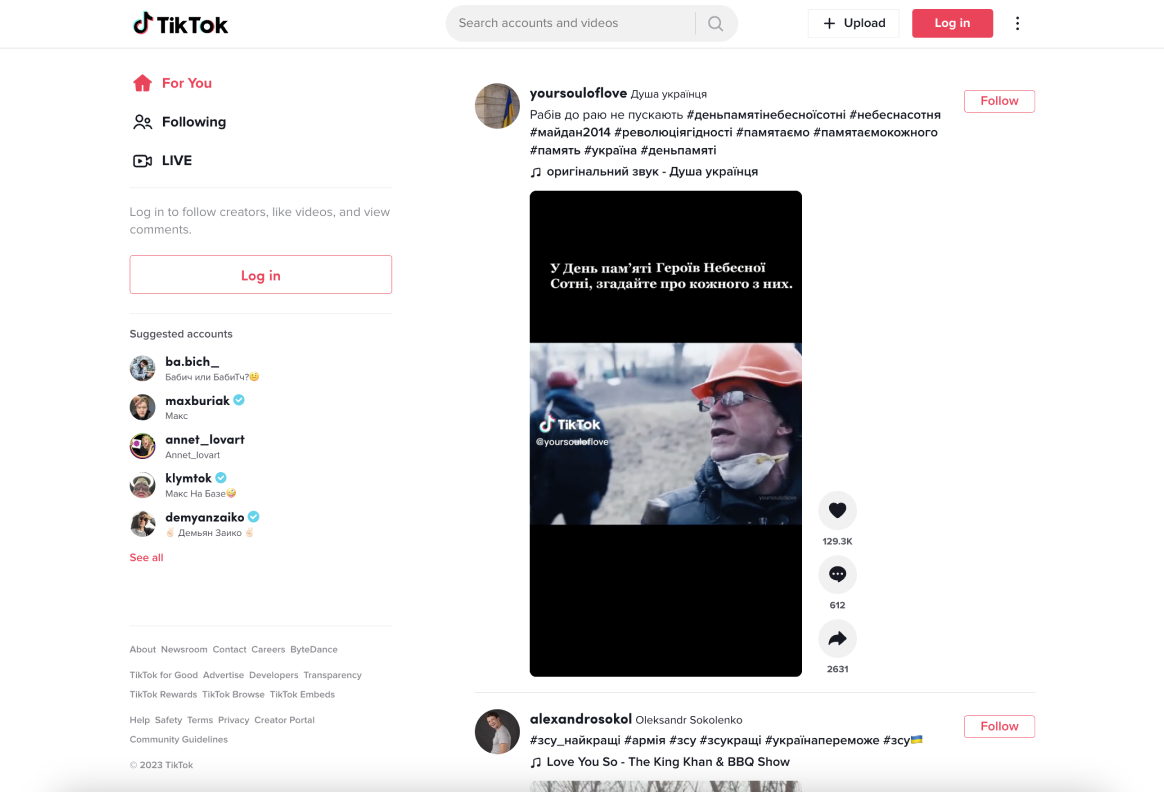 TikTok
Search accounts and videos
Upload
Log in
For You
Following
LIVE
Log in to follow creators, like videos, and view
comments.
Log in
Suggested accounts
ba.bich_
Бабич или БабиТч?🤔
maxburiak
Макс
annet_lovart
Annet_lovart
klymtok
Макс На Базе🤪
demyanzaiko
✌🏻 Демьян Заико ✌🏻
See all
About Newsroom Contact Careers ByteDance
TikTok for Good Advertise Developers Transparency
TikTok Rewards TikTok Browse TikTok Embeds
Help Safety Terms Privacy Creator Portal
Community Guidelines
© 2023 TikTok
yoursouloflove Душа українця
Follow
Рабів до раю не пускають #деньпамятінебесноїсотні #небеснасотня
#майдан2014 #революціягідності #памятаємо #памятаємокожного
#память #україна #деньпаміяті
оригінальний звук - Душа українця
У День пам’яті Героїв Небесної
Сотні, згадайте про кожного з них.
TikTok
@yoursouloflove
yoursouloflove
129.3K
612
2631
alexandrosokol Oleksandr Sokolenko
Follow
#зсу_найкращі #армія #зсу #зсукращі #українапереможе #зсу🇺🇦
Love You So - The King Khan & BBQ Show